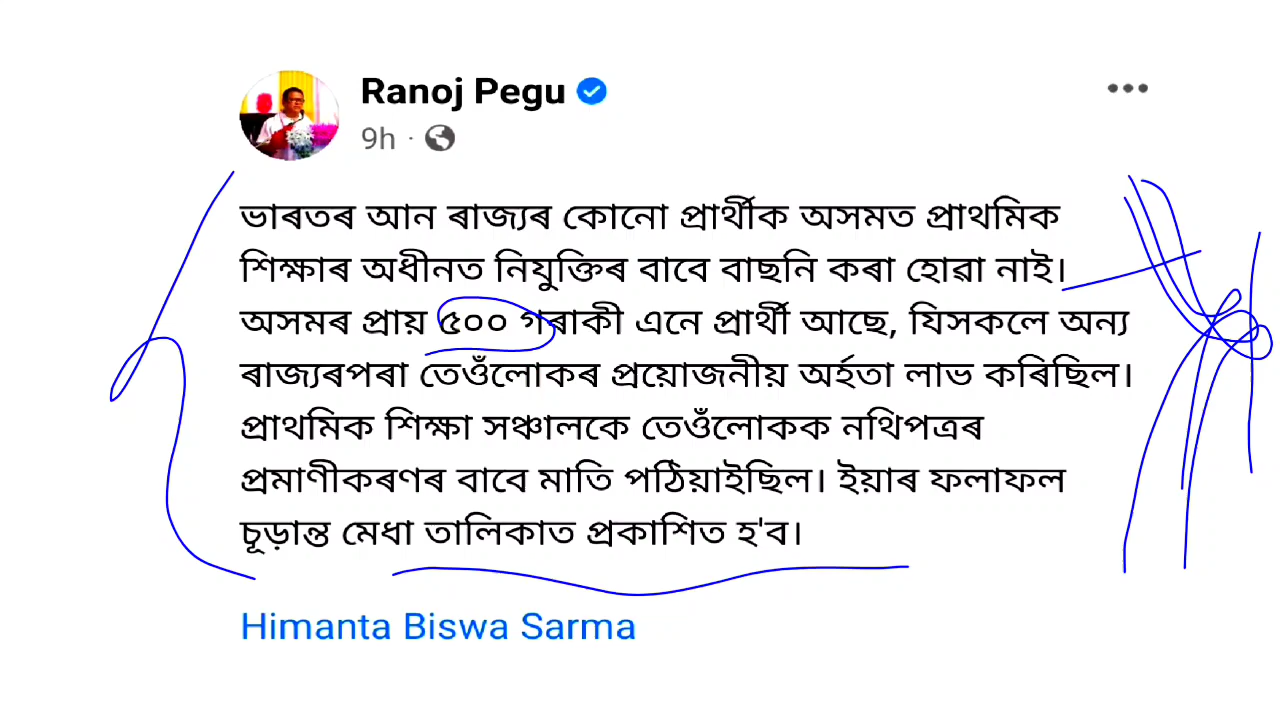 Ranoj Pegu
9h ·
ভাৰতৰ আন ৰাজ্যৰ কোনো প্ৰাৰ্থীক অসমত প্ৰাথমিক
শিক্ষাৰ অধীনত নিযুক্তিৰ বাবে বাছনি কৰা হোৱা নাই।
অসমৰ প্ৰায় ৫০০ গৰাকী এনে প্ৰাৰ্থী আছে, যিসকলে অন্য
ৰাজ্যৰপৰা তেওঁলোকৰ প্ৰয়োজনীয় অৰ্হতা লাভ কৰিছিল।
প্ৰাথমিক শিক্ষা সঞ্চালকে তেওঁলোকক নথিপত্ৰৰ
প্ৰমাণীকৰণৰ বাবে মাতি পঠিয়াইছিল। ইয়াৰ ফলাফল
চূড়ান্ত মেধা তালিকাত প্ৰকাশিত হ'ব।
Himanta Biswa Sarma